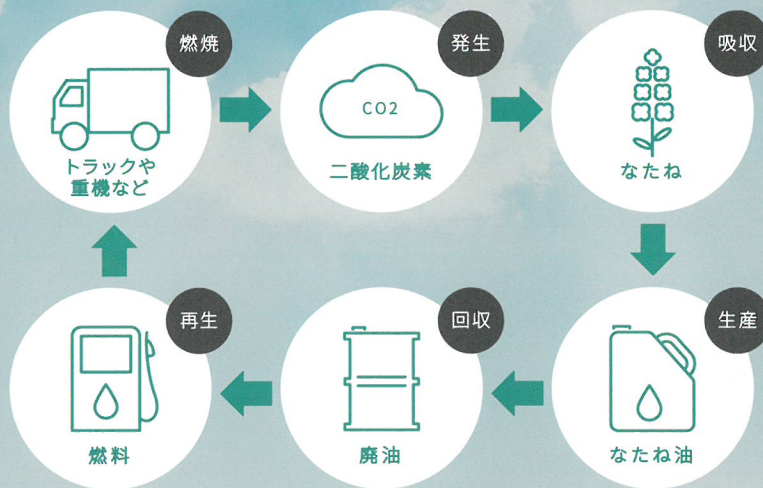 燃焼
トラックや
重機など
発生
CO2
二酸化炭素
吸収
なたね
生産
なたね油
回収
廃油
再生
燃料